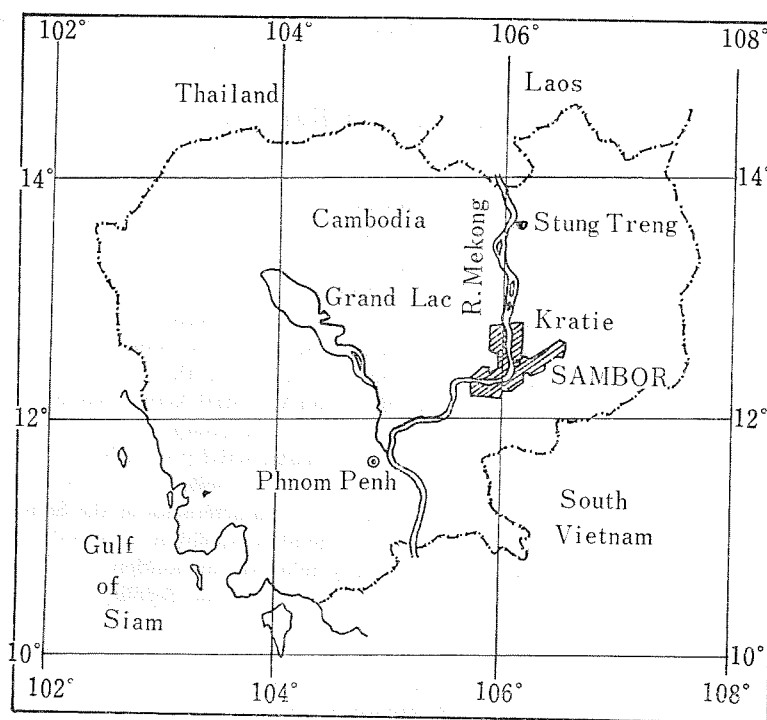 102° 104° 106° 108°
Thailand
Laos
14° 14°
Cambodia
R. Mekong
Stung Treng
Grand Lac
Kratie
SAMBOR
12° 12°
Phnom Penh
South
Vietnam
Gulf
of
Siam
10° 10°
102° 104° 106° 108°